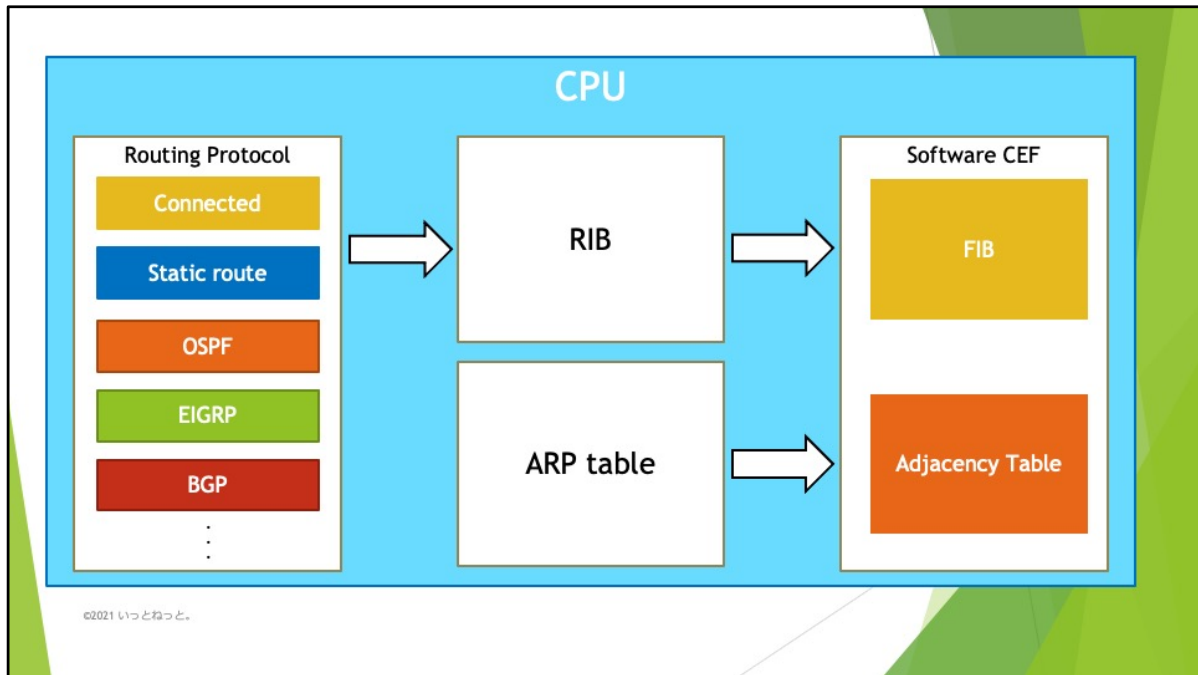 CPU
Routing Protocol
Connected
Static route
OSPF
EIGRP
BGP
.
.
.
RIB
ARP table
Software CEF
FIB
Adjacency Table
©2021 いっとねっと。